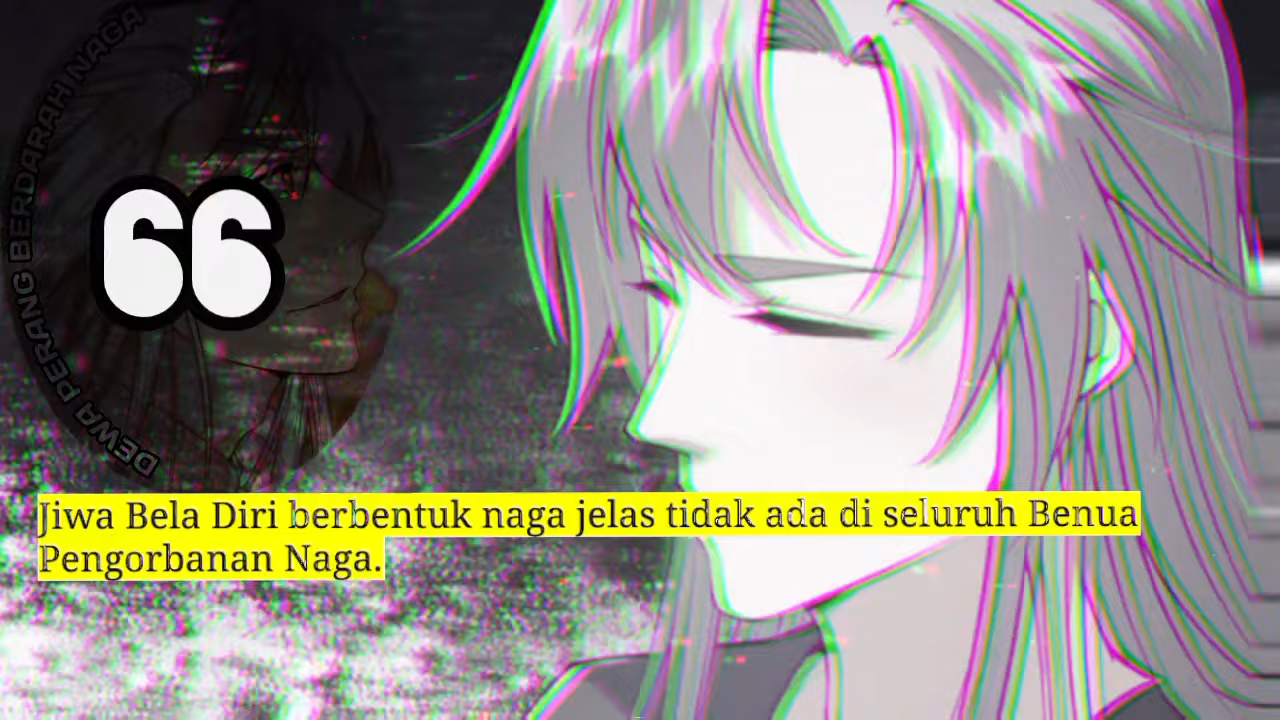 DEWA PERANG BERDARAH NAGA
66
Jiwa Bela Diri berbentuk naga jelas tidak ada di seluruh Benua
Pengorbanan Naga.